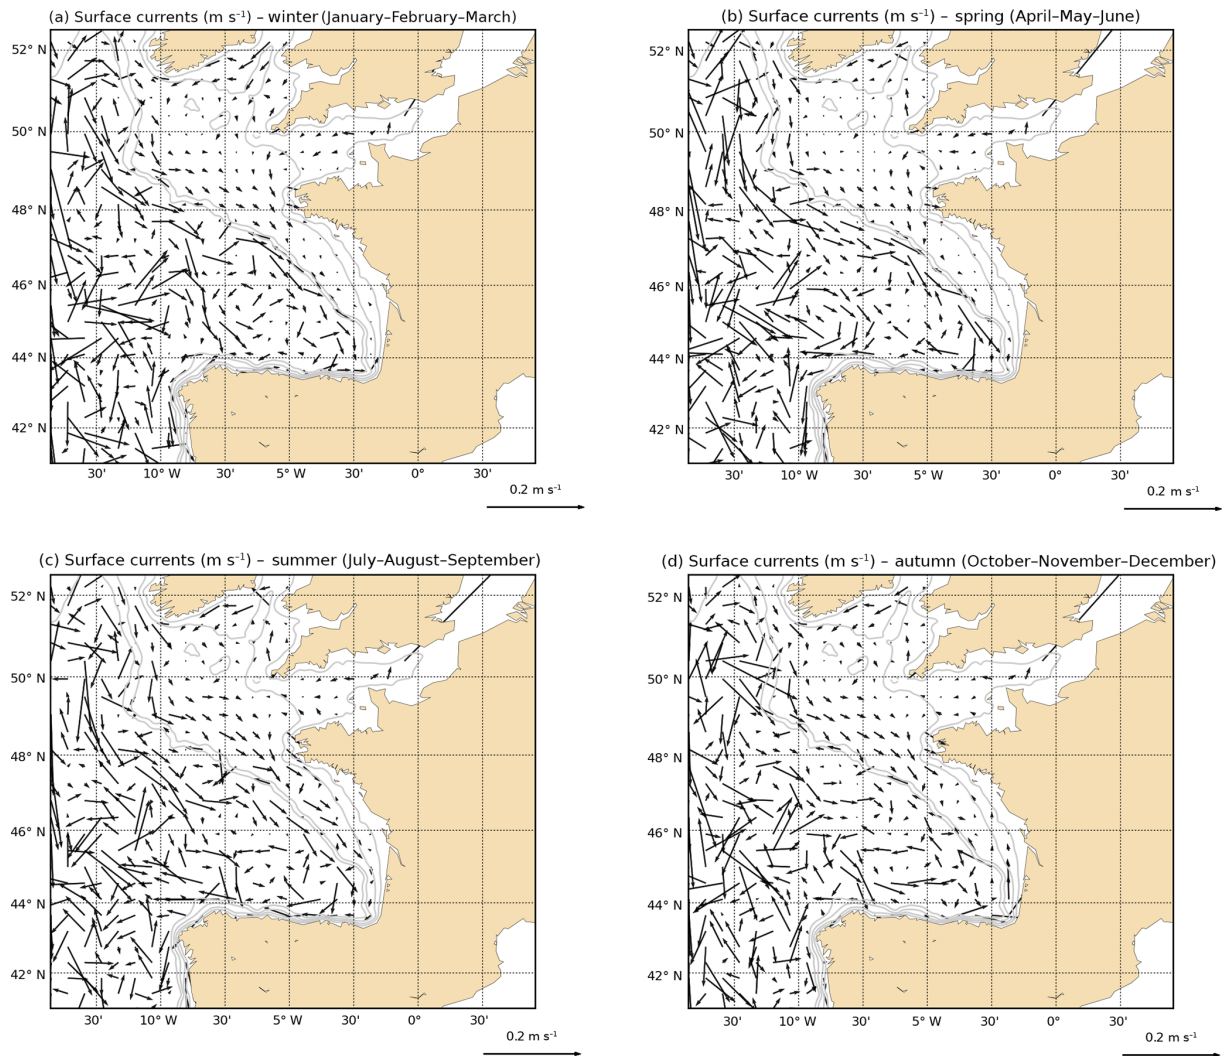 (a) Surface currents (m s⁻¹) – winter (January–February–March)
52° N
50° N
48° N
46° N
44° N
42° N
30' 10° W 30' 5° W 30' 0° 30'
0.2 m s⁻¹
(b) Surface currents (m s⁻¹) – spring (April–May–June)
52° N
50° N
48° N
46° N
44° N
42° N
30' 10° W 30' 5° W 30' 0° 30'
0.2 m s⁻¹
(c) Surface currents (m s⁻¹) – summer (July–August–September)
52° N
50° N
48° N
46° N
44° N
42° N
30' 10° W 30' 5° W 30' 0° 30'
0.2 m s⁻¹
(d) Surface currents (m s⁻¹) – autumn (October–November–December)
52° N
50° N
48° N
46° N
44° N
42° N
30' 10° W 30' 5° W 30' 0° 30'
0.2 m s⁻¹